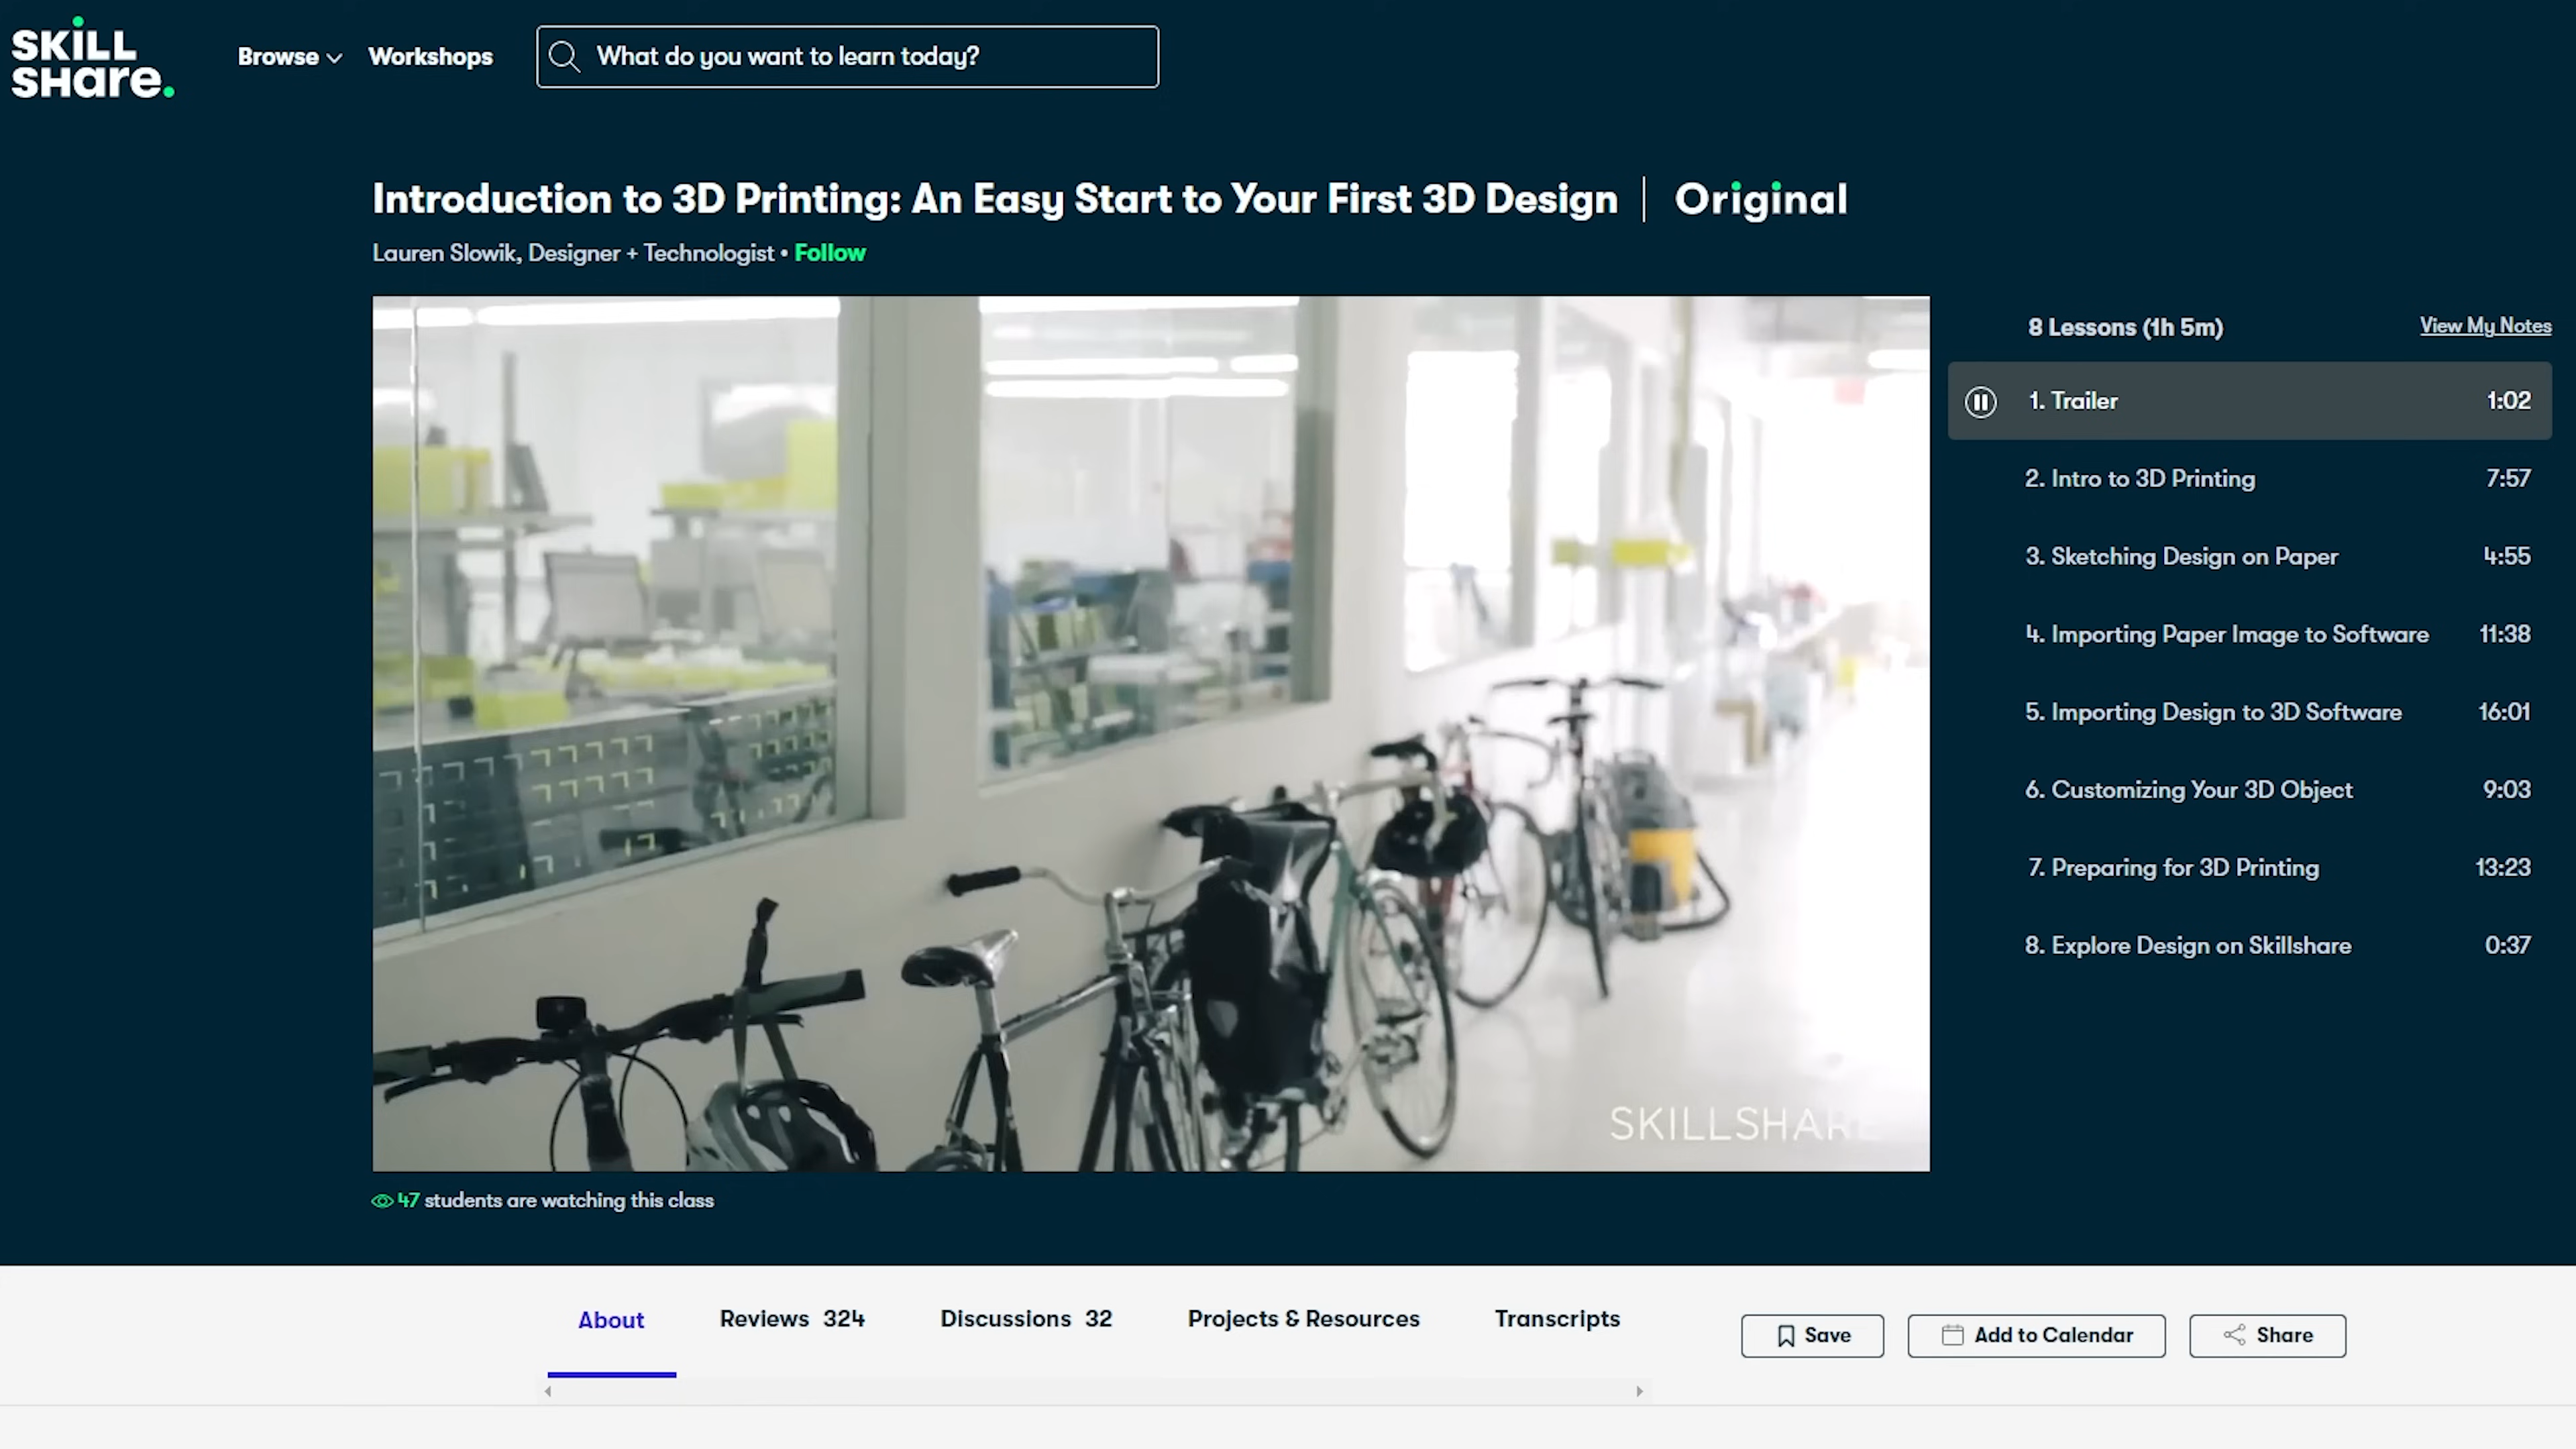 SKILL
SHare.
Browse
Workshops
What do you want to learn today?
Introduction to 3D Printing: An Easy Start to Your First 3D Design
Original
Lauren Slowik, Designer + Technologist • Follow
8 Lessons (1h 5m)
View My Notes
1. Trailer 1:02
2. Intro to 3D Printing 7:57
3. Sketching Design on Paper 4:55
4. Importing Paper Image to Software 11:38
5. Importing Design to 3D Software 16:01
6. Customizing Your 3D Object 9:03
7. Preparing for 3D Printing 13:23
8. Explore Design on Skillshare 0:37
SKILLSHARE
47 students are watching this class
About
Reviews 324
Discussions 32
Projects & Resources
Transcripts
Save
Add to Calendar
Share